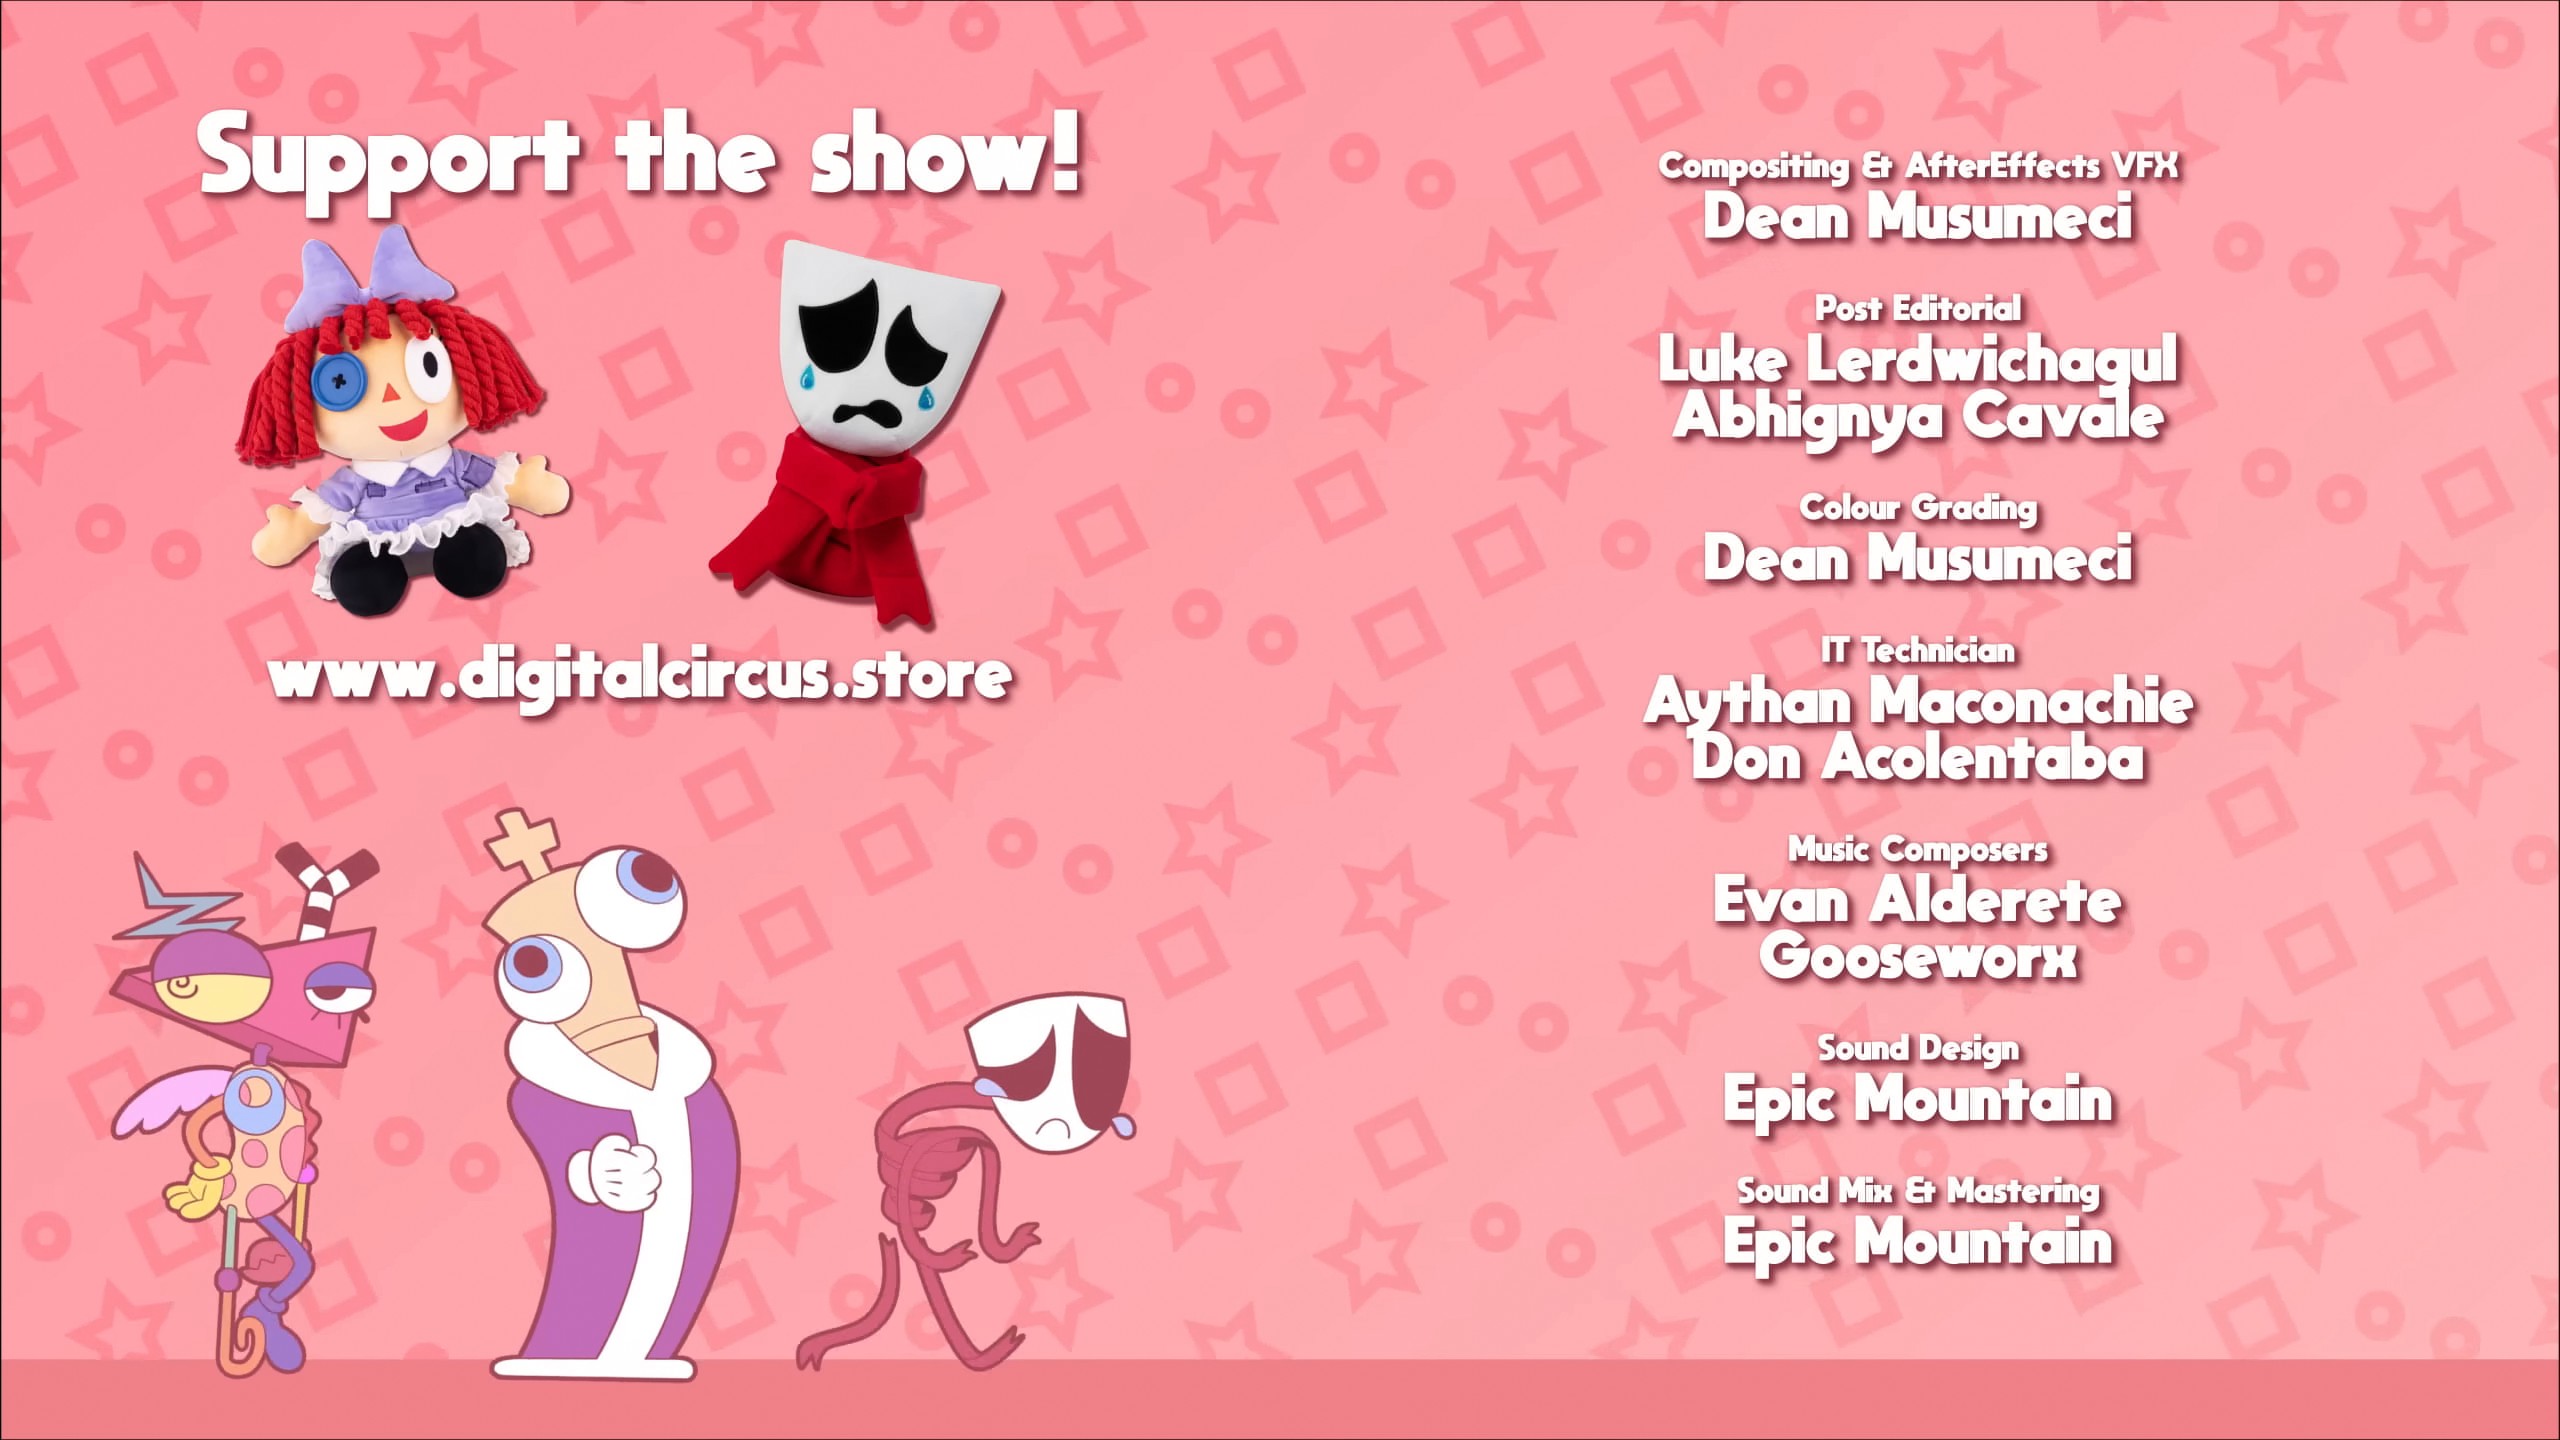 Support the show!
www.digitalcircus.store
Compositing & AfterEffects VFX
Dean Musumeci
Post Editorial
Luke Lerdwichagul
Abhignya Cavale
Colour Grading
Dean Musumeci
IT Technician
Aythan Maconachie
Don Acolentaba
Music Composers
Evan Alderete
Gooseworx
Sound Design
Epic Mountain
Sound Mix & Mastering
Epic Mountain